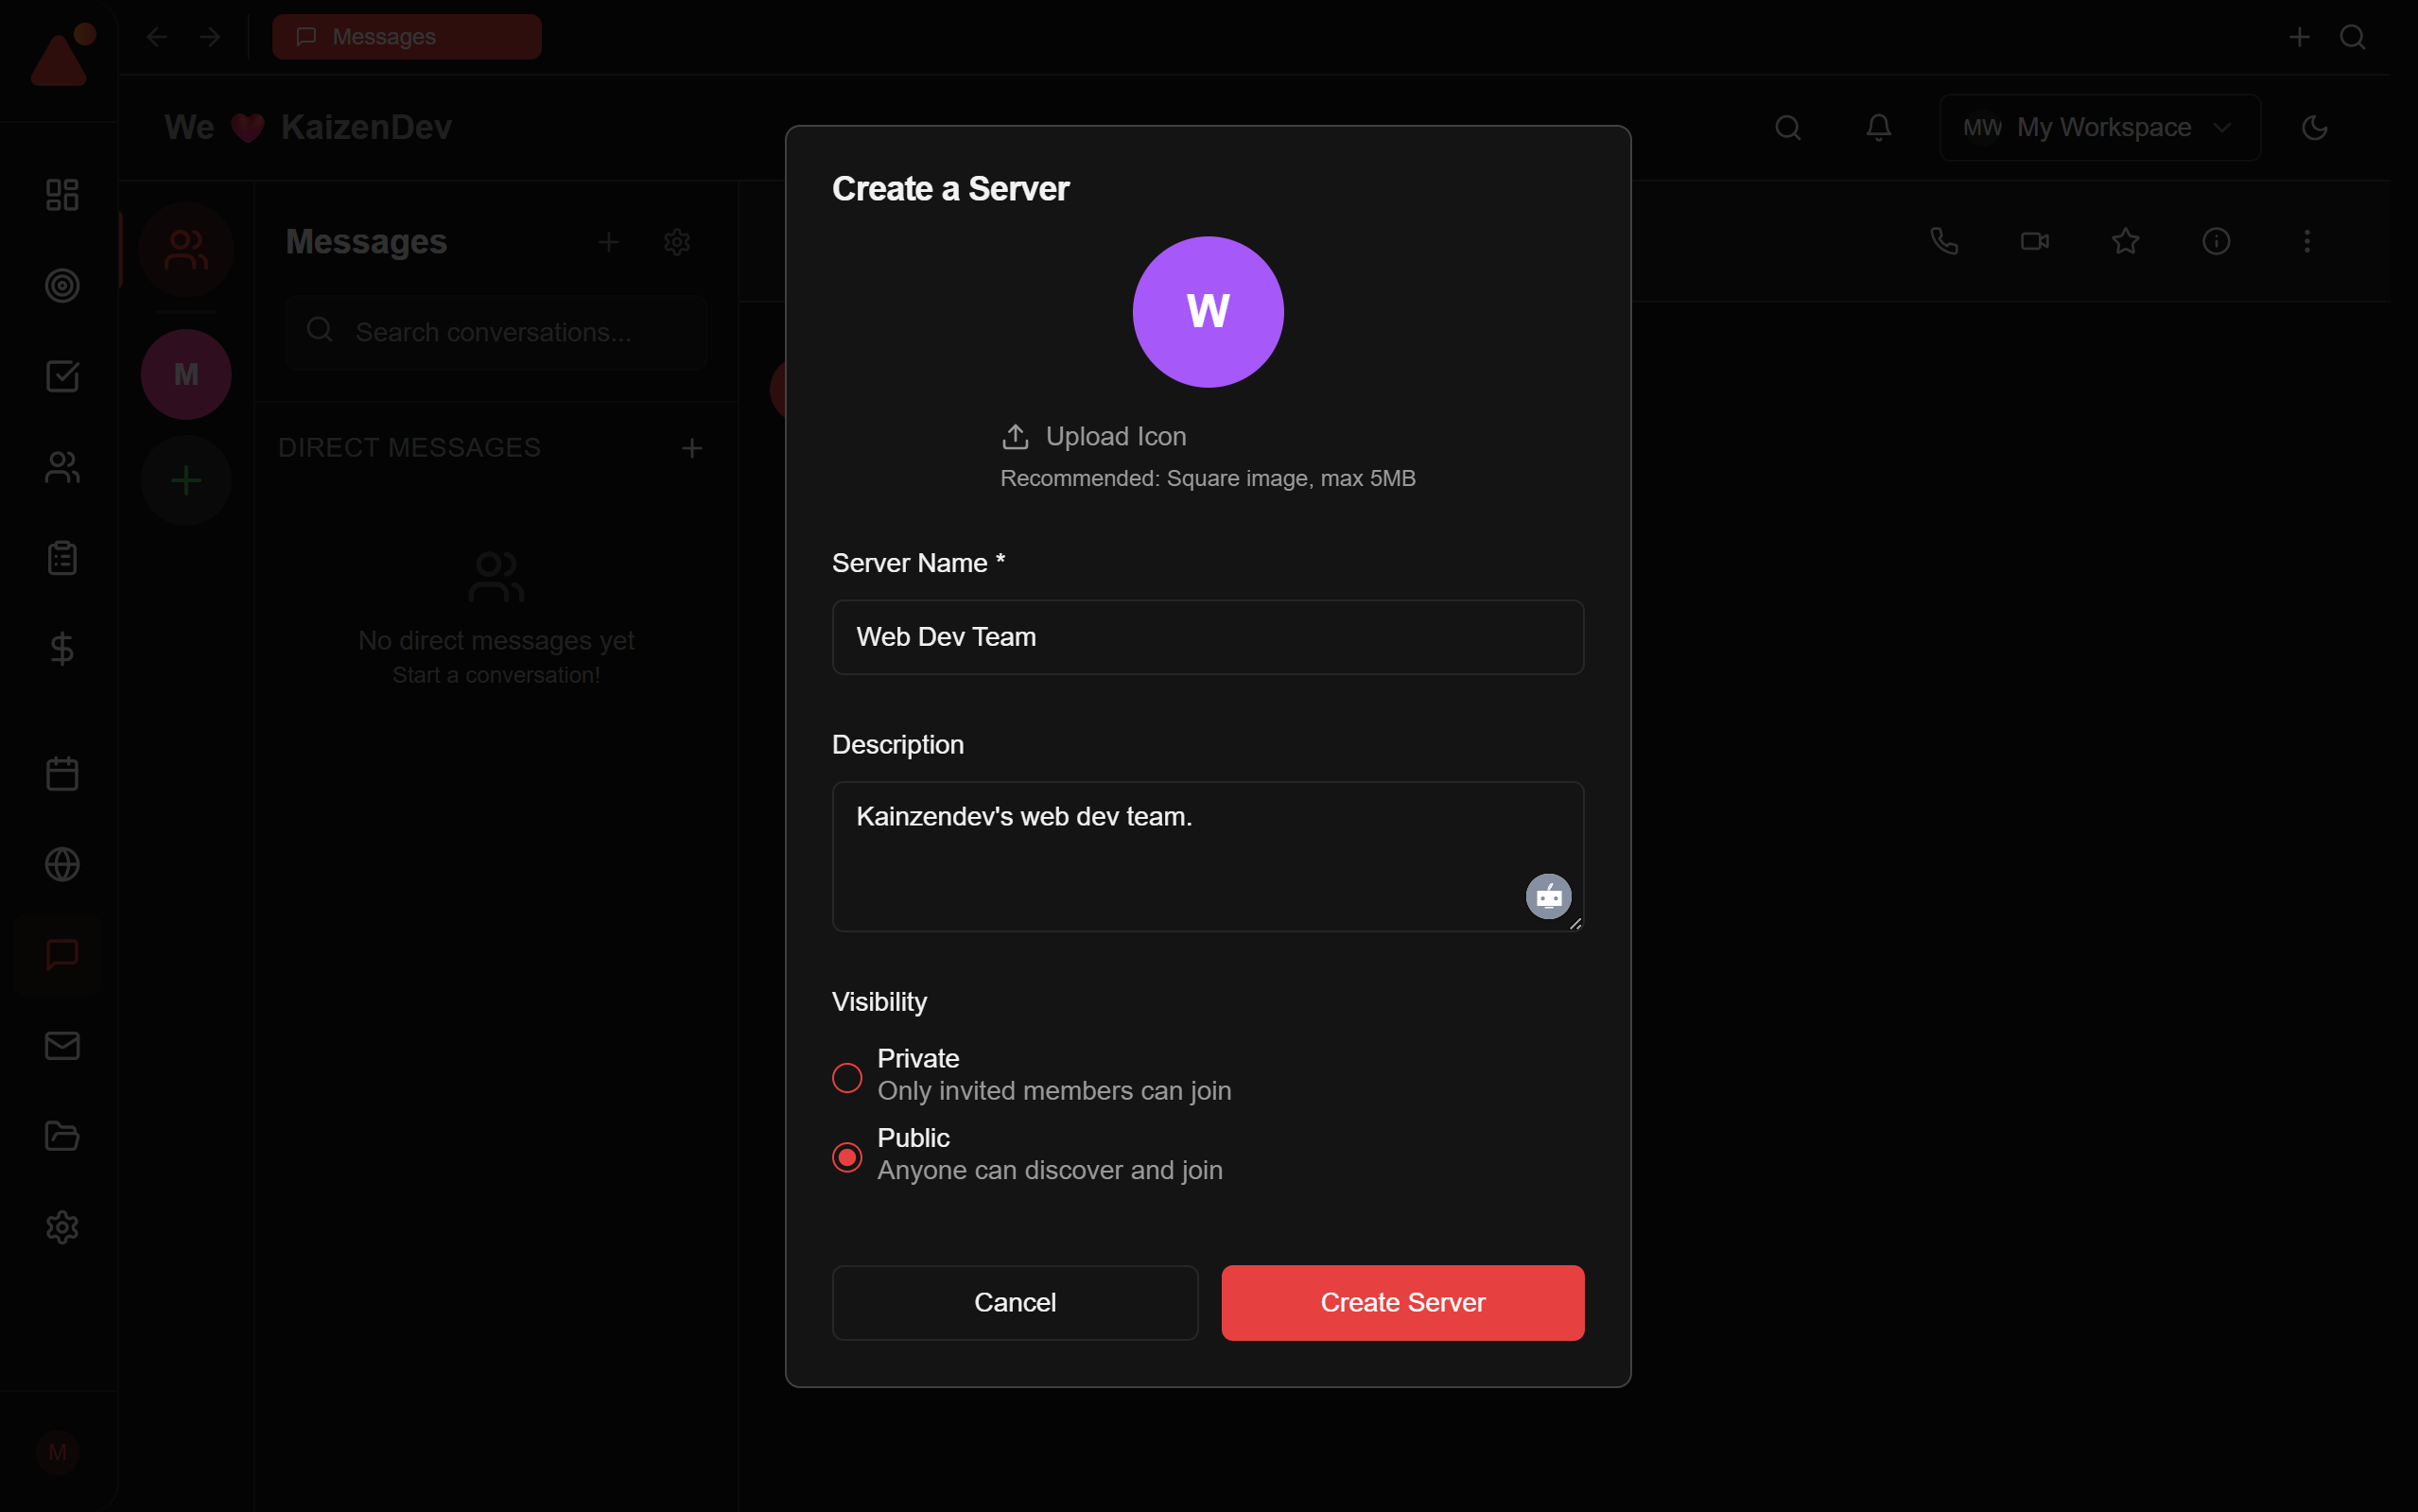 Messages
We ❤️ KaizenDev
MW My Workspace
Messages
Search conversations...
M
DIRECT MESSAGES
No direct messages yet
Start a conversation!
M
Create a Server
W
Upload Icon
Recommended: Square image, max 5MB
Server Name *
Web Dev Team
Description
Kainzendev's web dev team.
Visibility
Private
Only invited members can join
Public
Anyone can discover and join
Cancel
Create Server